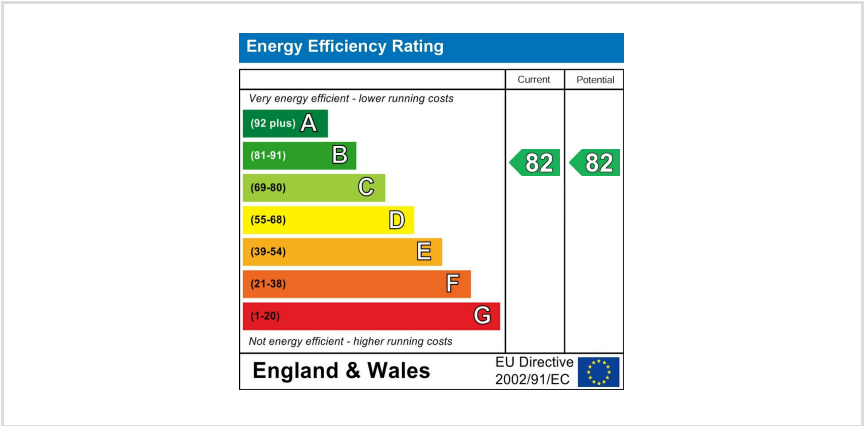 Energy Efficiency Rating
Current Potential
Very energy efficient - lower running costs
(92 plus) A
(81-91) B
82 82
(69-80) C
(55-68) D
(39-54) E
(21-38) F
(1-20) G
Not energy efficient - higher running costs
England & Wales
EU Directive
2002/91/EC